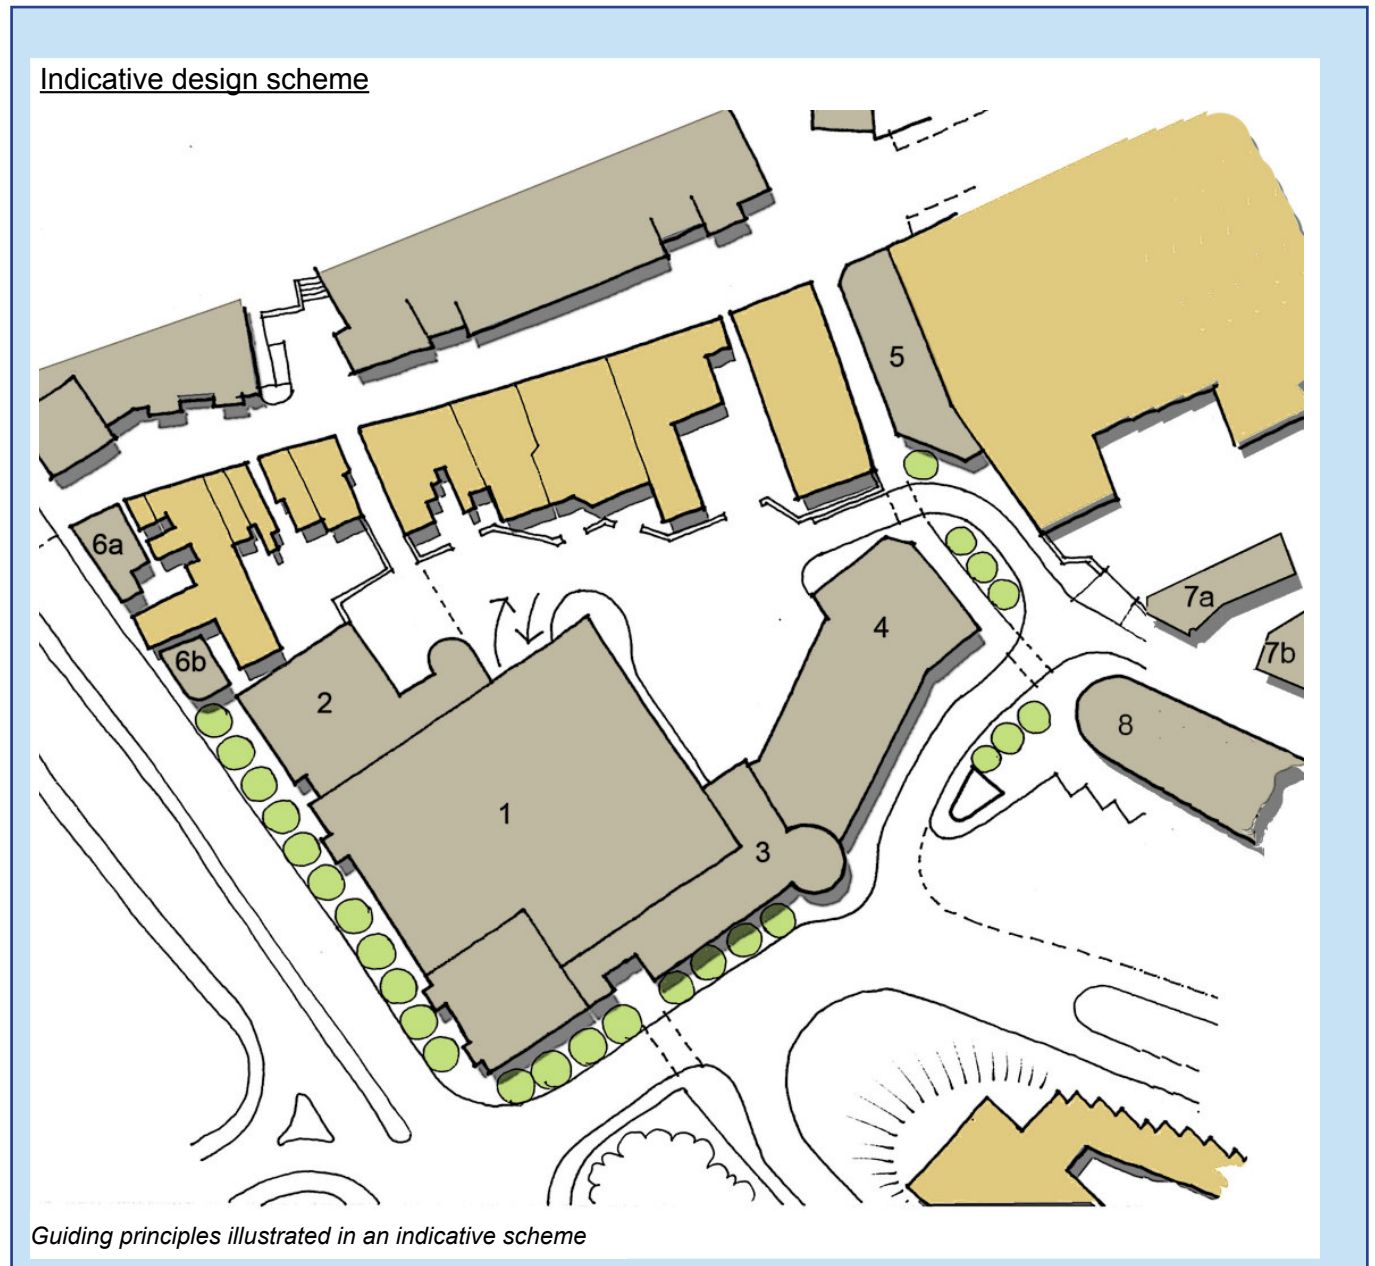 Indicative design scheme
5
6a
7a
4
7b
6b
2
8
1
3
Guiding principles illustrated in an indicative scheme